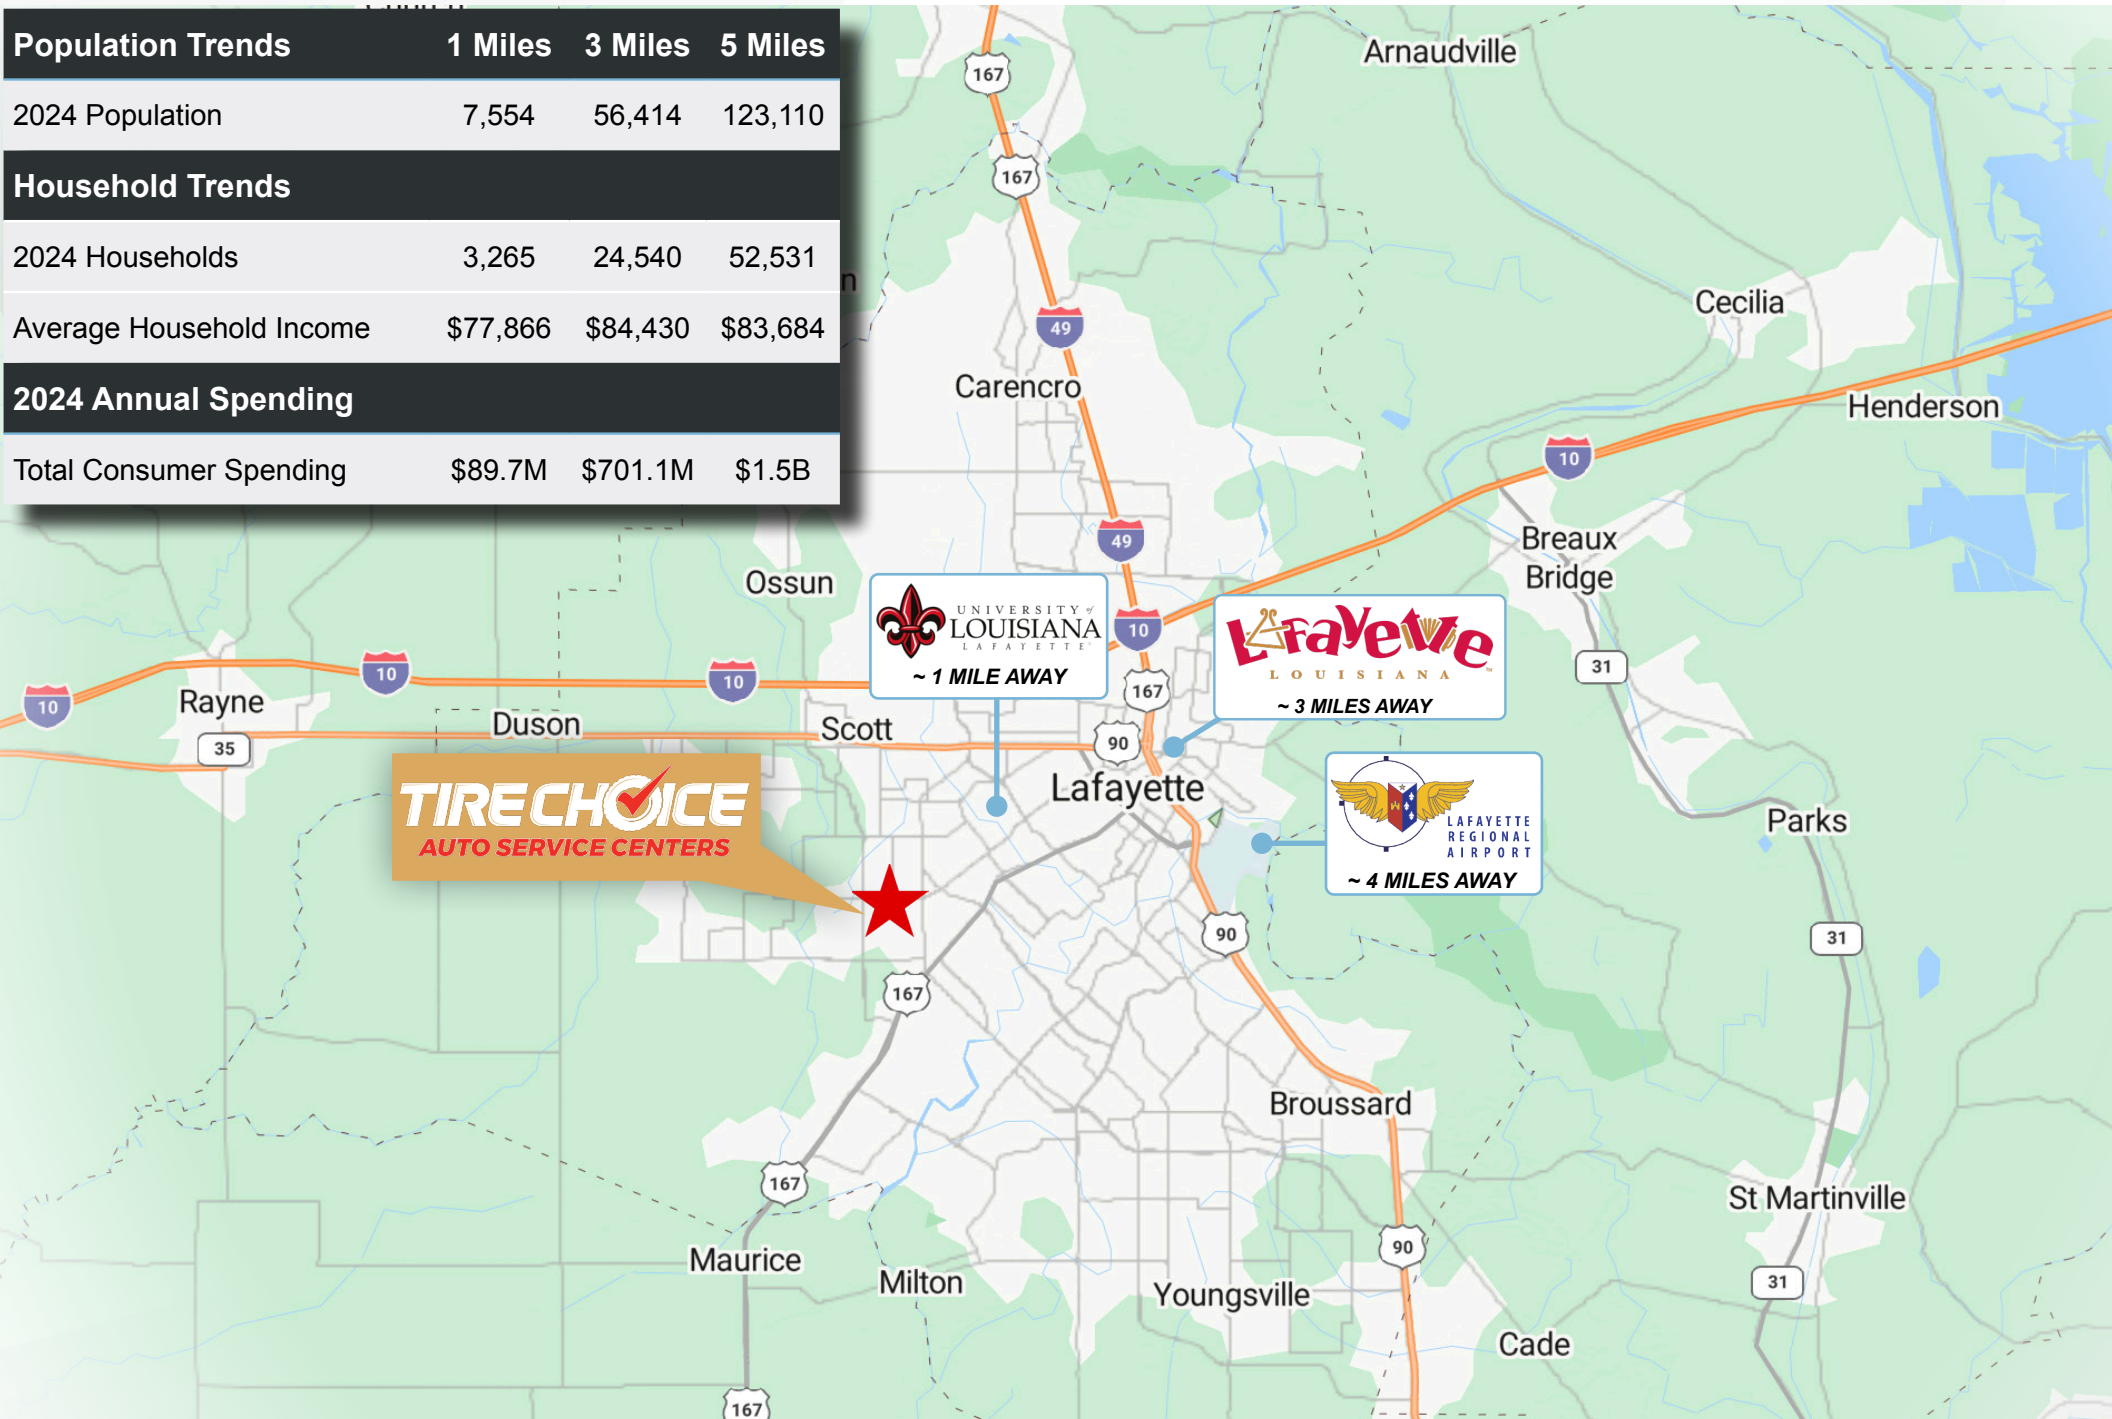 Population Trends 1 Miles 3 Miles 5 Miles
2024 Population 7,554 56,414 123,110
Household Trends
2024 Households 3,265 24,540 52,531
Average Household Income $77,866 $84,430 $83,684
2024 Annual Spending
Total Consumer Spending $89.7M $701.1M $1.5B
Arnaudville
167
167
Cecilia
49
Carencro
Henderson
10
49
Breaux
Bridge
Ossun
UNIVERSITY of
LOUISIANA
LAFAYETTE
~ 1 MILE AWAY
10
Lafayette
LOUISIANA
~ 3 MILES AWAY
31
10
10
10
167
Rayne
Duson
Scott
35
90
TIRE CHOICE
AUTO SERVICE CENTERS
Lafayette
LAFAYETTE
REGIONAL
AIRPORT
~ 4 MILES AWAY
Parks
90
31
167
Broussard
167
St Martinville
Maurice
90
Milton
31
Youngsville
Cade
167